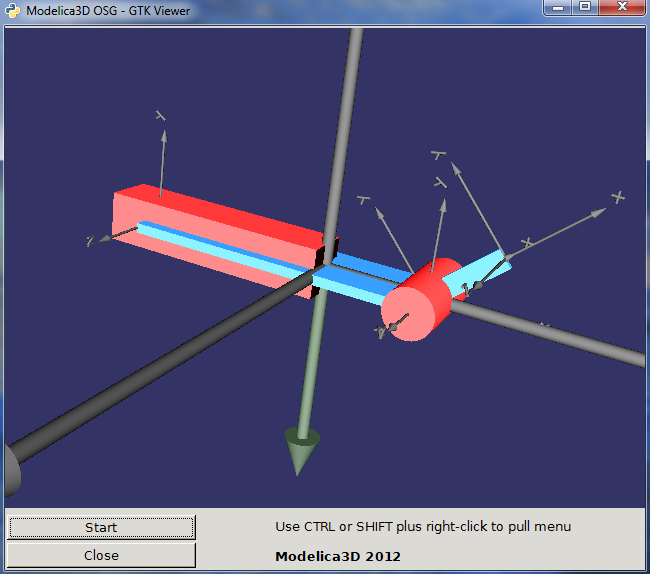 Modelica3D OSG - GTK Viewer
Start
Use CTRL or SHIFT plus right-click to pull menu
Close
Modelica3D 2012